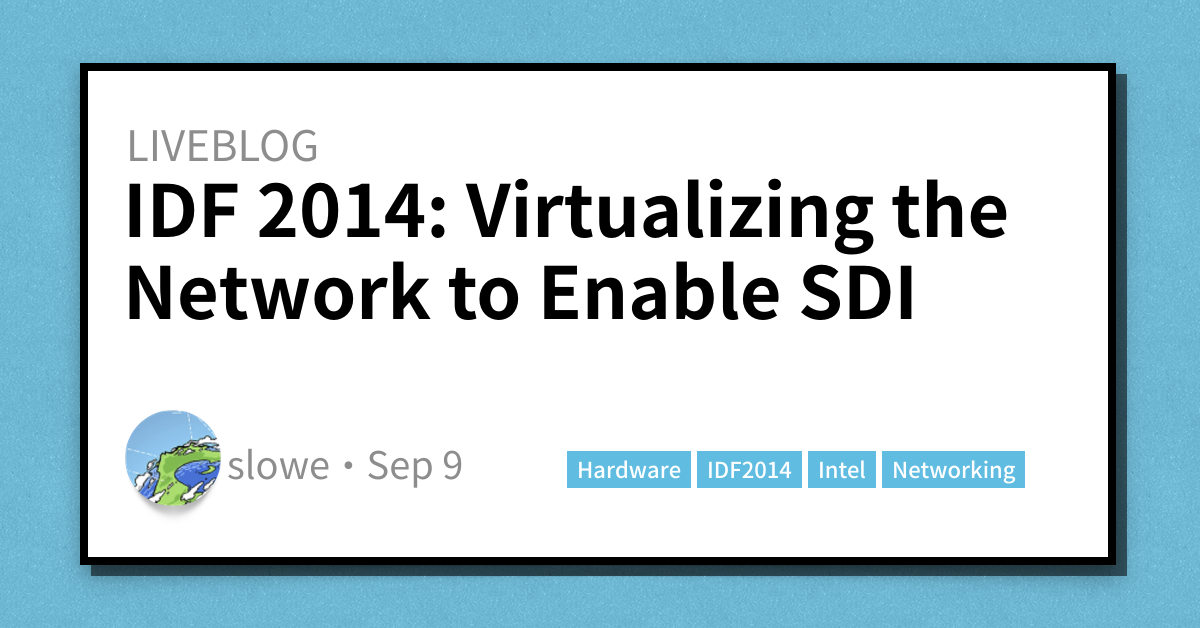 LIVEBLOG
IDF 2014: Virtualizing the
Network to Enable SDI
slowe • Sep 9
Hardware IDF2014 Intel Networking